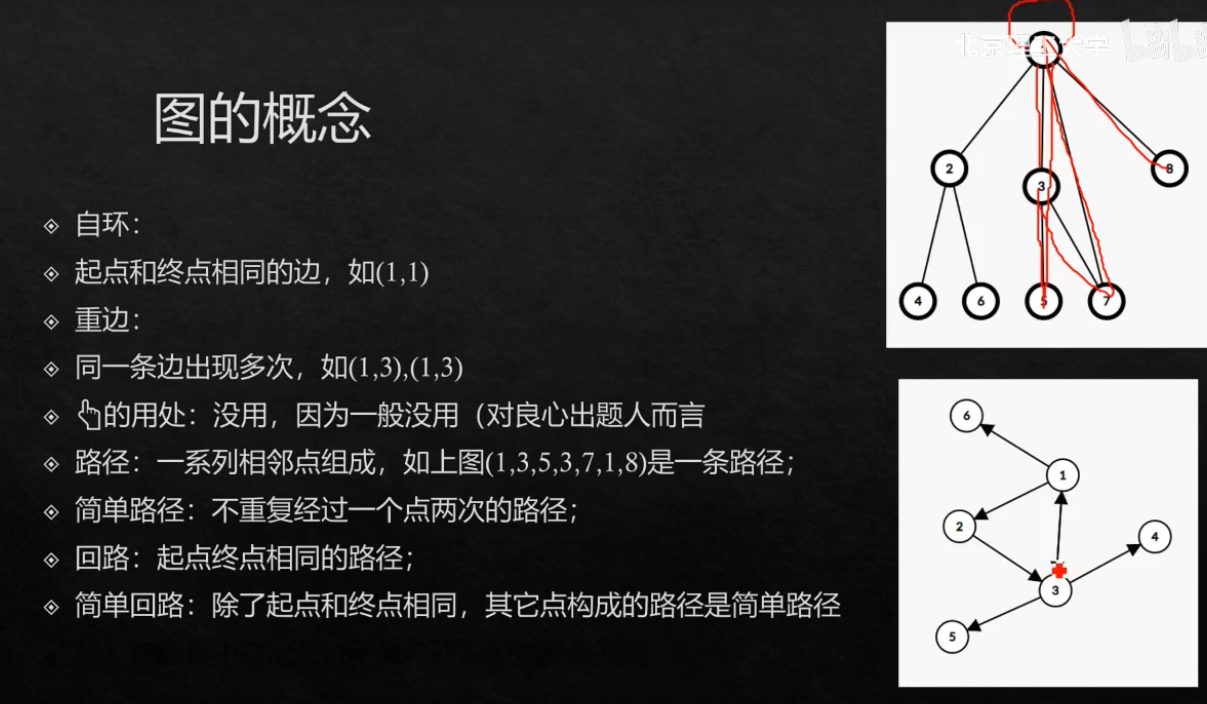 北京理工大学 bilibili
图的概念
自环：
起点和终点相同的边，如(1,1)
重边：
同一条边出现多次，如(1,3),(1,3)
的用处：没用，因为一般没用（对良心出题人而言
路径：一系列相邻点组成，如上图(1,3,5,3,7,1,8)是一条路径；
简单路径：不重复经过一个点两次的路径；
回路：起点终点相同的路径；
简单回路：除了起点和终点相同，其它点构成的路径是简单路径
2
3
8
4
6
5
7
6
1
2
4
3
5